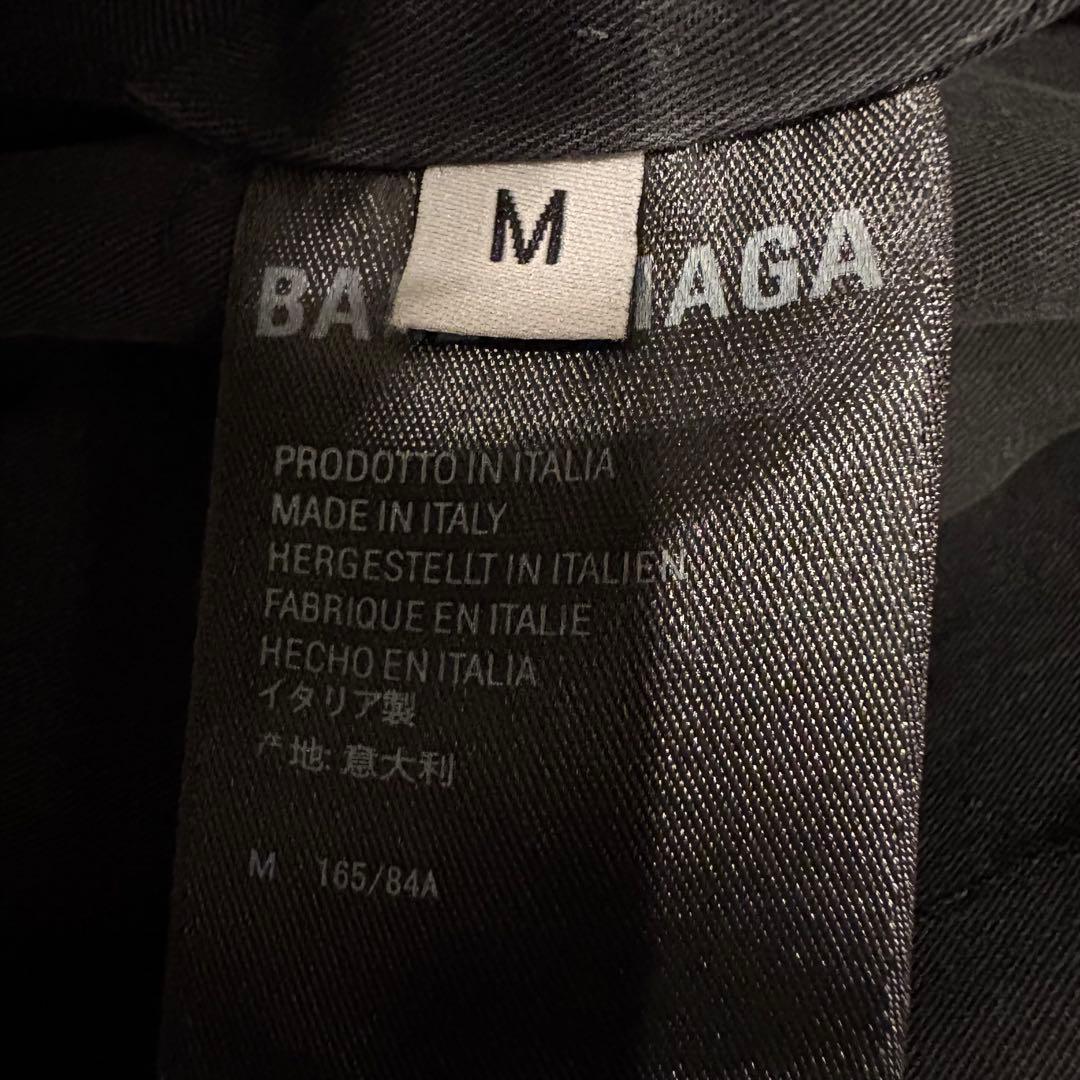 M
BA IAGA
PRODOTTO IN ITALIA
MADE IN ITALY
HERGESTELLT IN ITALIEN
FABRIQUE EN ITALIE
HECHO EN ITALIA
イタリア製
产地: 意大利
M 165/84A